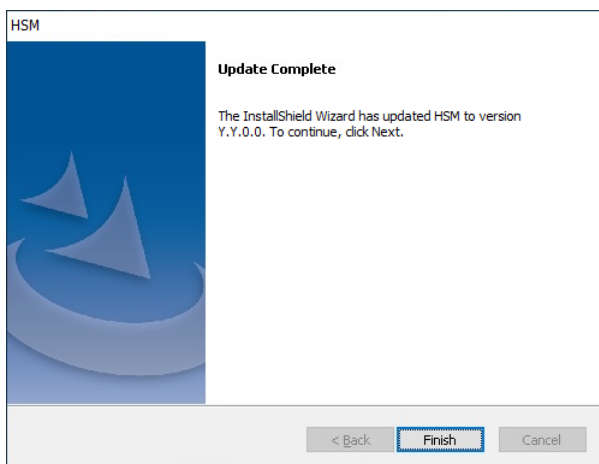 HSM
Update Complete
The InstallShield Wizard has updated HSM to version
Y.Y.0.0. To continue, click Next.
< Back
Finish
Cancel